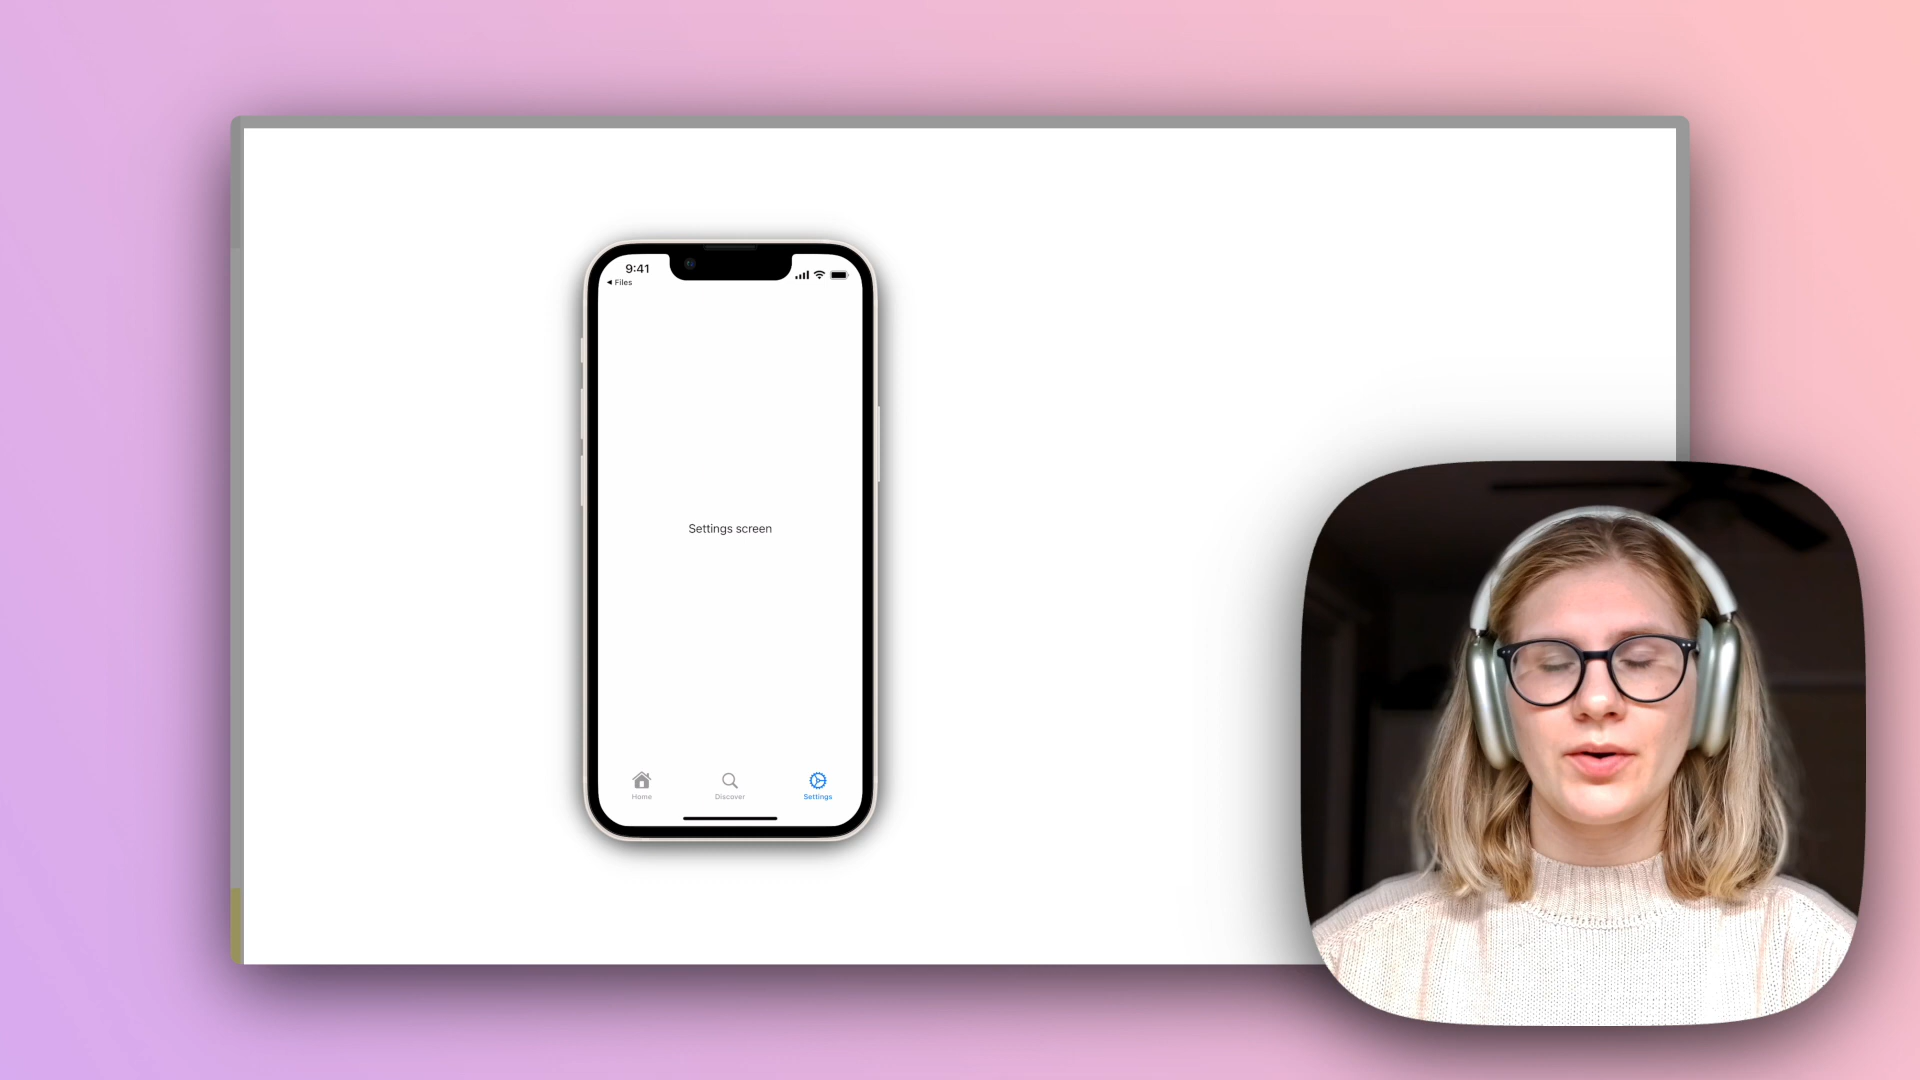 9:41
◀ Files
Settings screen
Home
Discover
Settings